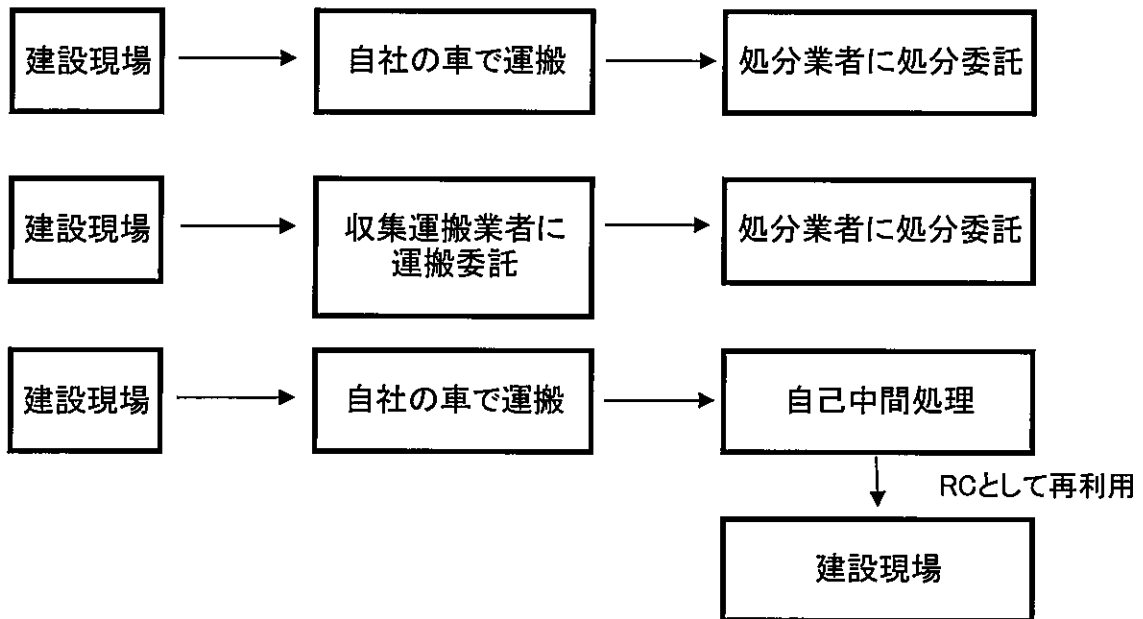 建設現場
自社の車で運搬
処分業者に処分委託
建設現場
収集運搬業者に
運搬委託
処分業者に処分委託
建設現場
自社の車で運搬
自己中間処理
RCとして再利用
建設現場